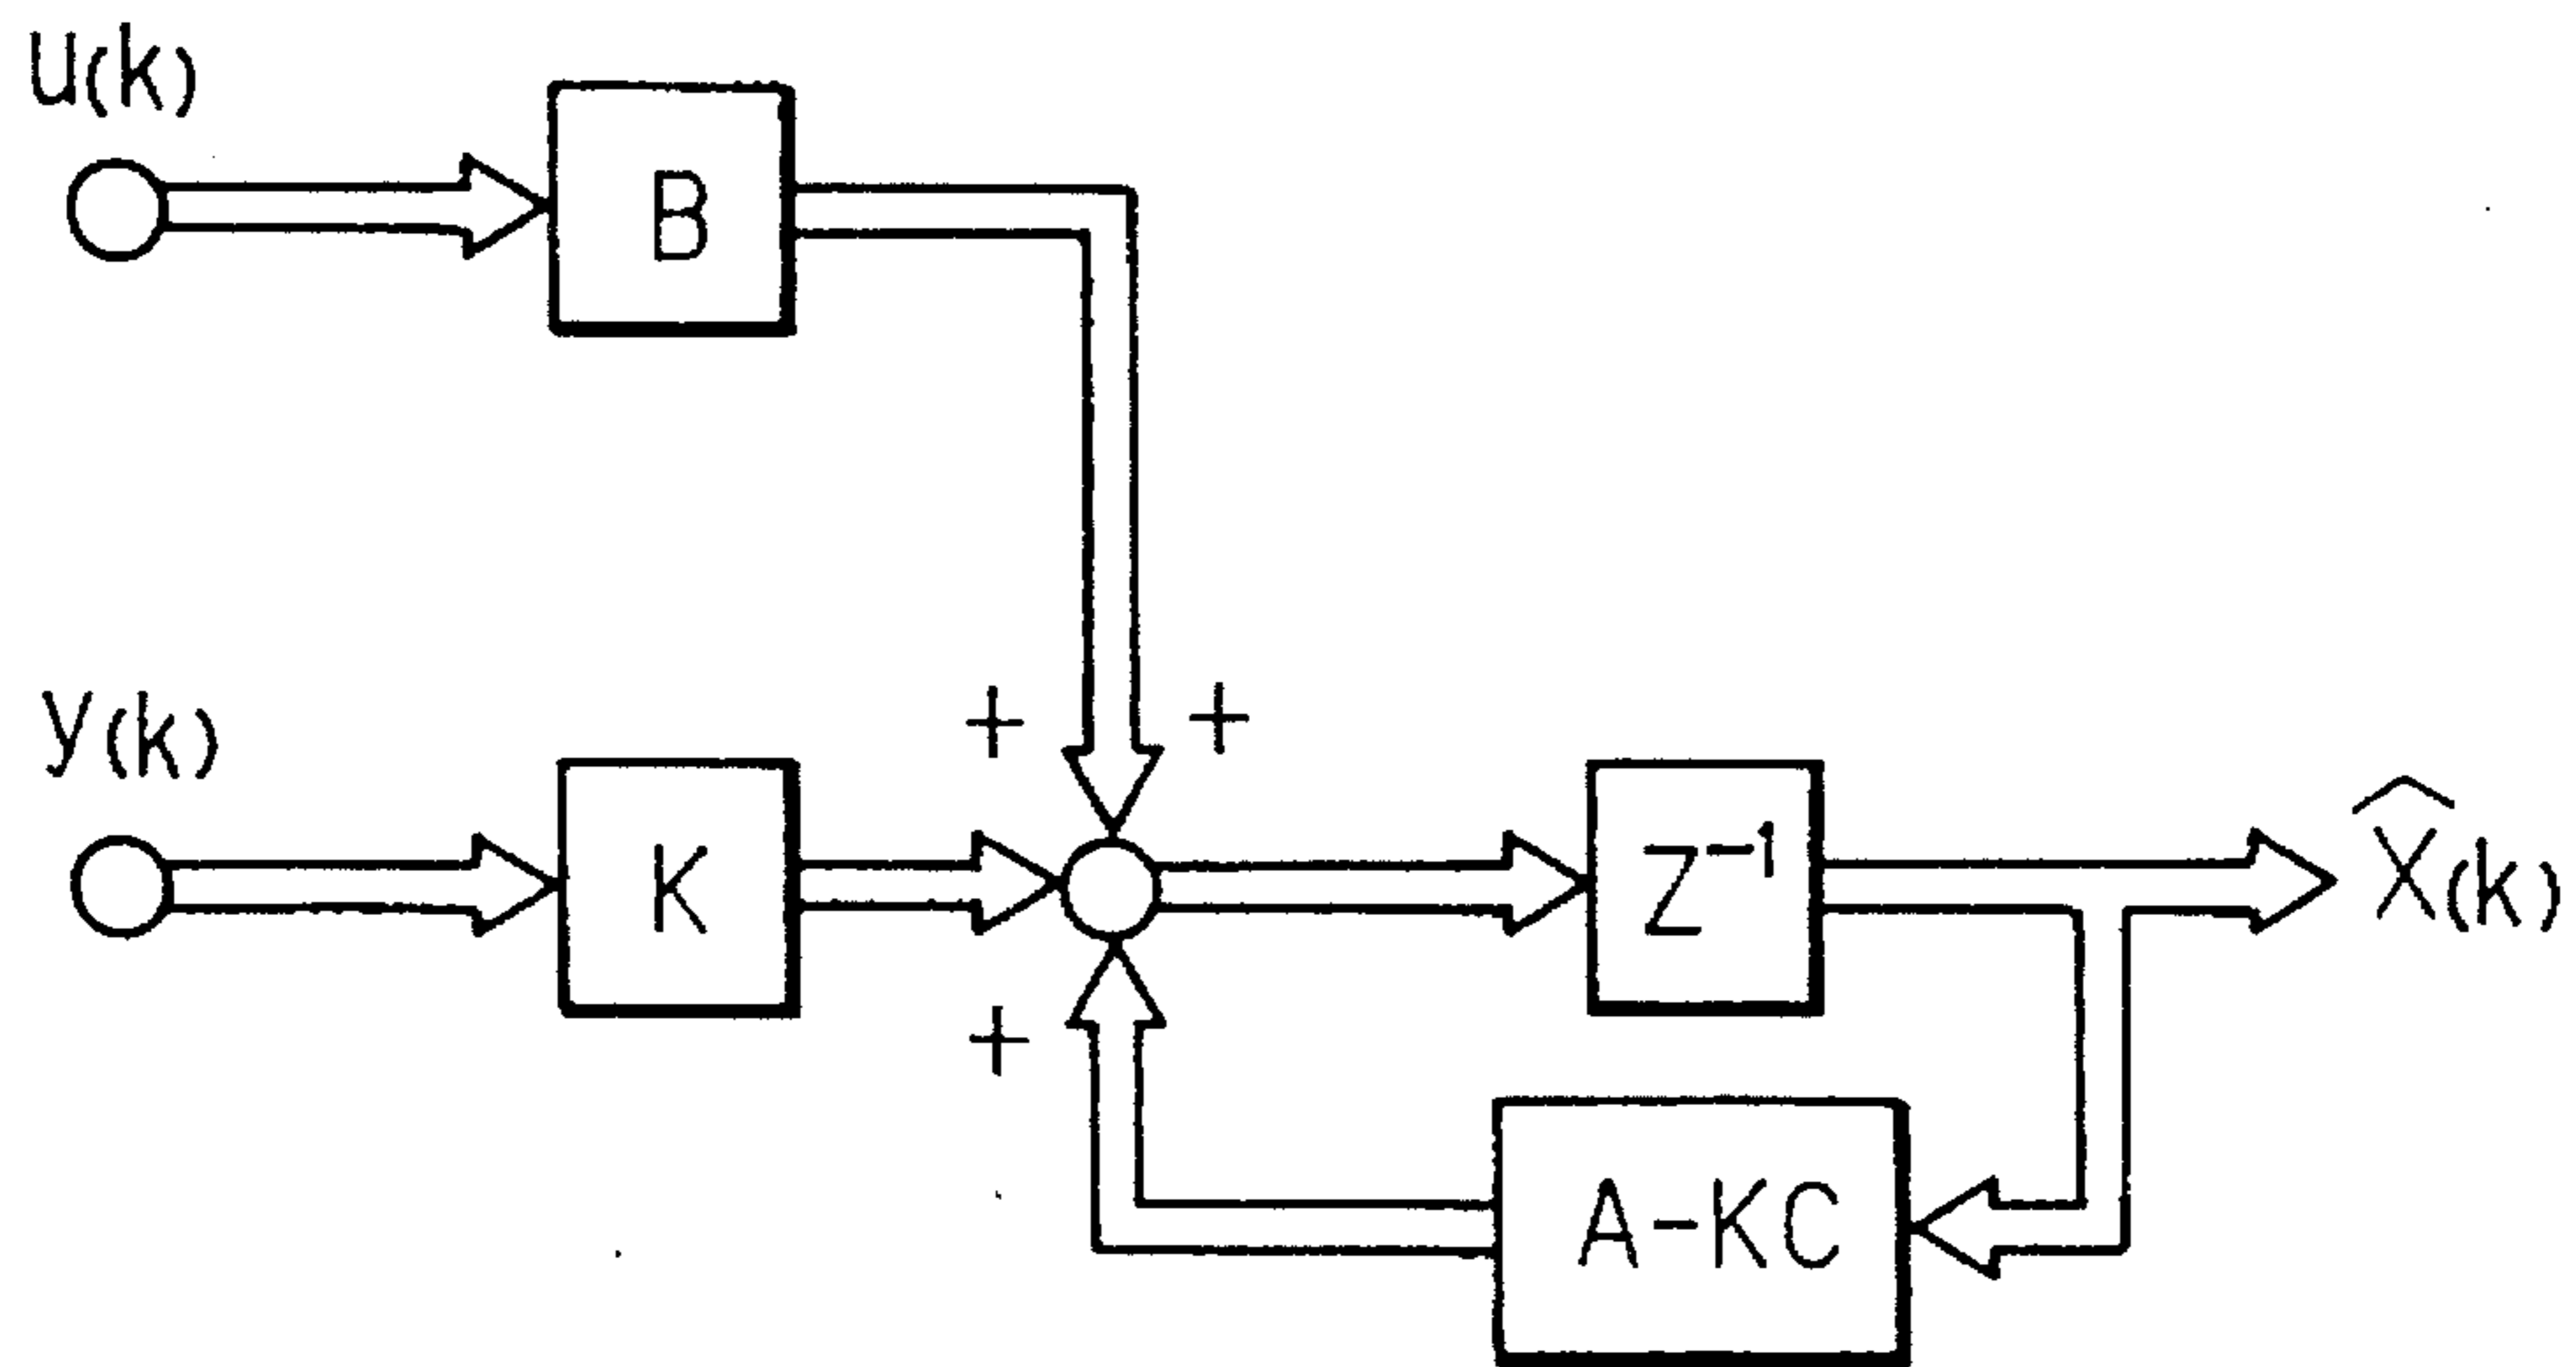 u(k)
B
y(k)
+ +
K
Z⁻¹
X̂(k)
+
A-KC